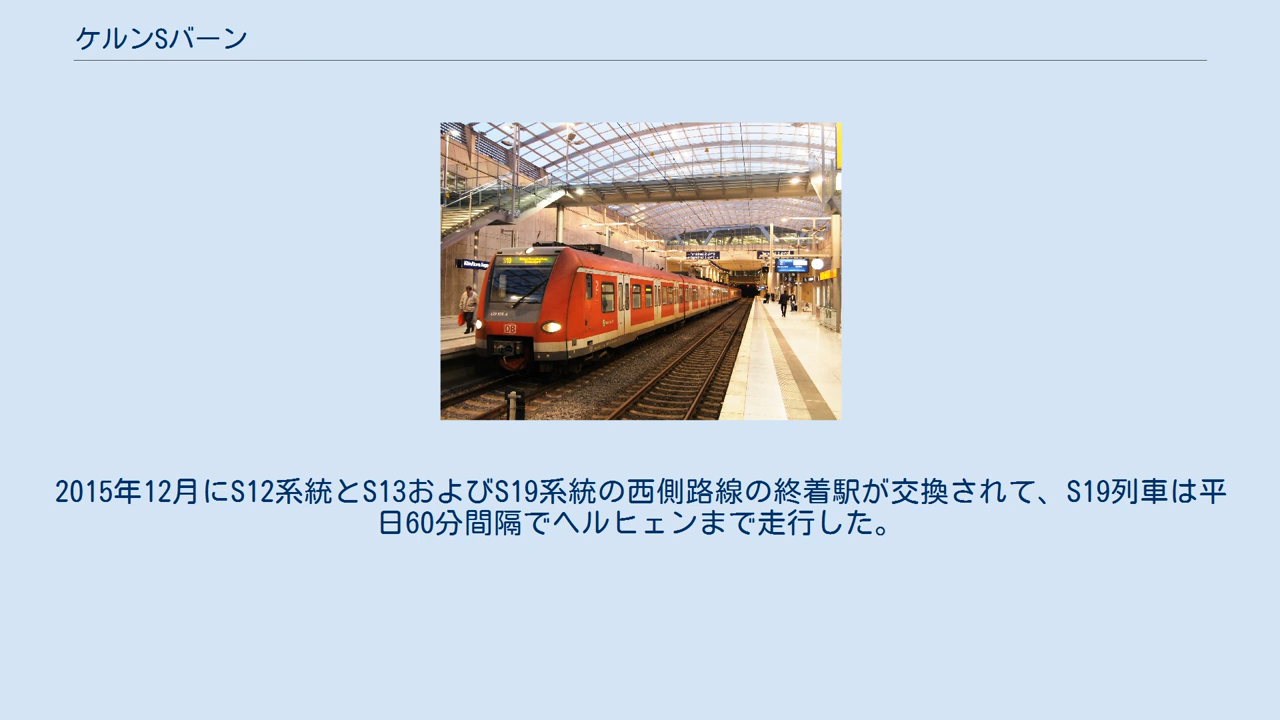 ケルンSバーン
DB
2015年12月にS12系統とS13およびS19系統の西側路線の終着駅が交換されて、S19列車は平
日60分間隔でヘルヒェンまで走行した。